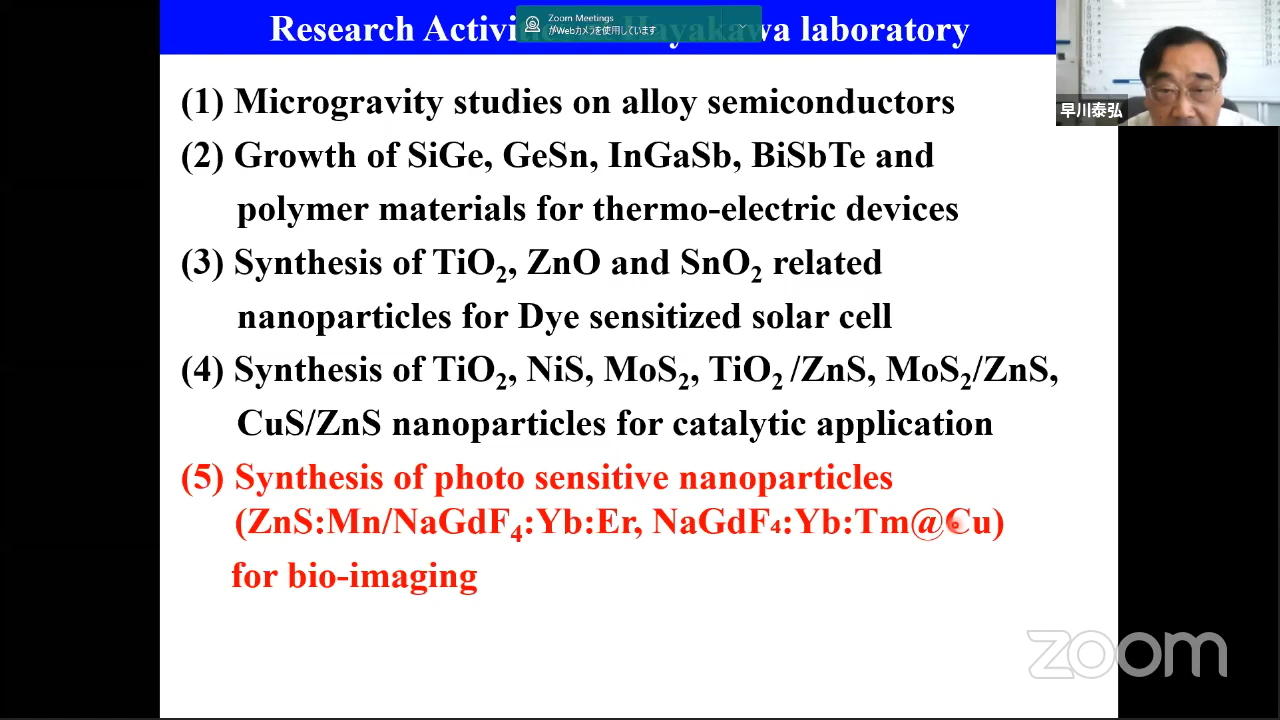 Research Activi Hayakawa laboratory
Zoom Meetings
がWebカメラを使用しています
早川泰弘
(1) Microgravity studies on alloy semiconductors
(2) Growth of SiGe, GeSn, InGaSb, BiSbTe and
polymer materials for thermo-electric devices
(3) Synthesis of TiO₂, ZnO and SnO₂ related
nanoparticles for Dye sensitized solar cell
(4) Synthesis of TiO₂, NiS, MoS₂, TiO₂ /ZnS, MoS₂/ZnS,
CuS/ZnS nanoparticles for catalytic application
(5) Synthesis of photo sensitive nanoparticles
(ZnS:Mn/NaGdF₄:Yb:Er, NaGdF₄:Yb:Tm@Cu)
for bio-imaging
zoom